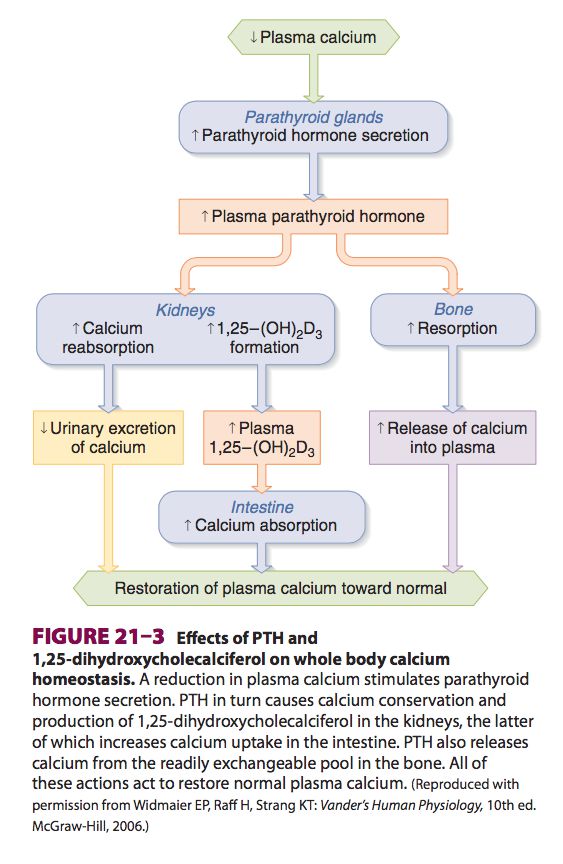 ↓ Plasma calcium
Parathyroid glands
↑ Parathyroid hormone secretion
↑ Plasma parathyroid hormone
Kidneys
↑ Calcium
reabsorption
↑ 1,25–(OH)₂D₃
formation
Bone
↑ Resorption
↓ Urinary excretion
of calcium
↑ Plasma
1,25–(OH)₂D₃
↑ Release of calcium
into plasma
Intestine
↑ Calcium absorption
Restoration of plasma calcium toward normal
FIGURE 21–3 Effects of PTH and
1,25-dihydroxycholecalciferol on whole body calcium
homeostasis. A reduction in plasma calcium stimulates parathyroid
hormone secretion. PTH in turn causes calcium conservation and
production of 1,25-dihydroxycholecalciferol in the kidneys, the latter
of which increases calcium uptake in the intestine. PTH also releases
calcium from the readily exchangeable pool in the bone. All of
these actions act to restore normal plasma calcium. (Reproduced with
permission from Widmaier EP, Raff H, Strang KT: Vander's Human Physiology, 10th ed.
McGraw-Hill, 2006.)